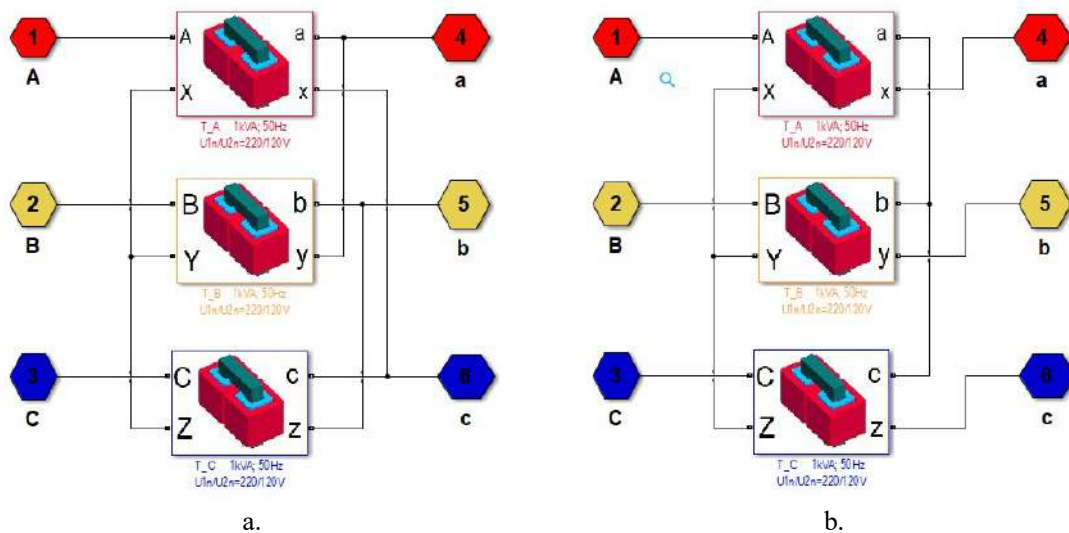 1 A a 4
A X x a
T_A 1kVA; 50Hz
U1n/U2n=220/120V
2 B b 5
B Y y b
T_B 1kVA; 50Hz
U1n/U2n=220/120V
3 C c 6
C Z z c
T_C 1kVA; 50Hz
U1n/U2n=220/120V
a.
1 A a 4
A X x a
T_A 1kVA; 50Hz
U1n/U2n=220/120V
2 B b 5
B Y y b
T_B 1kVA; 50Hz
U1n/U2n=220/120V
3 C c 6
C Z z c
T_C 1kVA; 50Hz
U1n/U2n=220/120V
b.